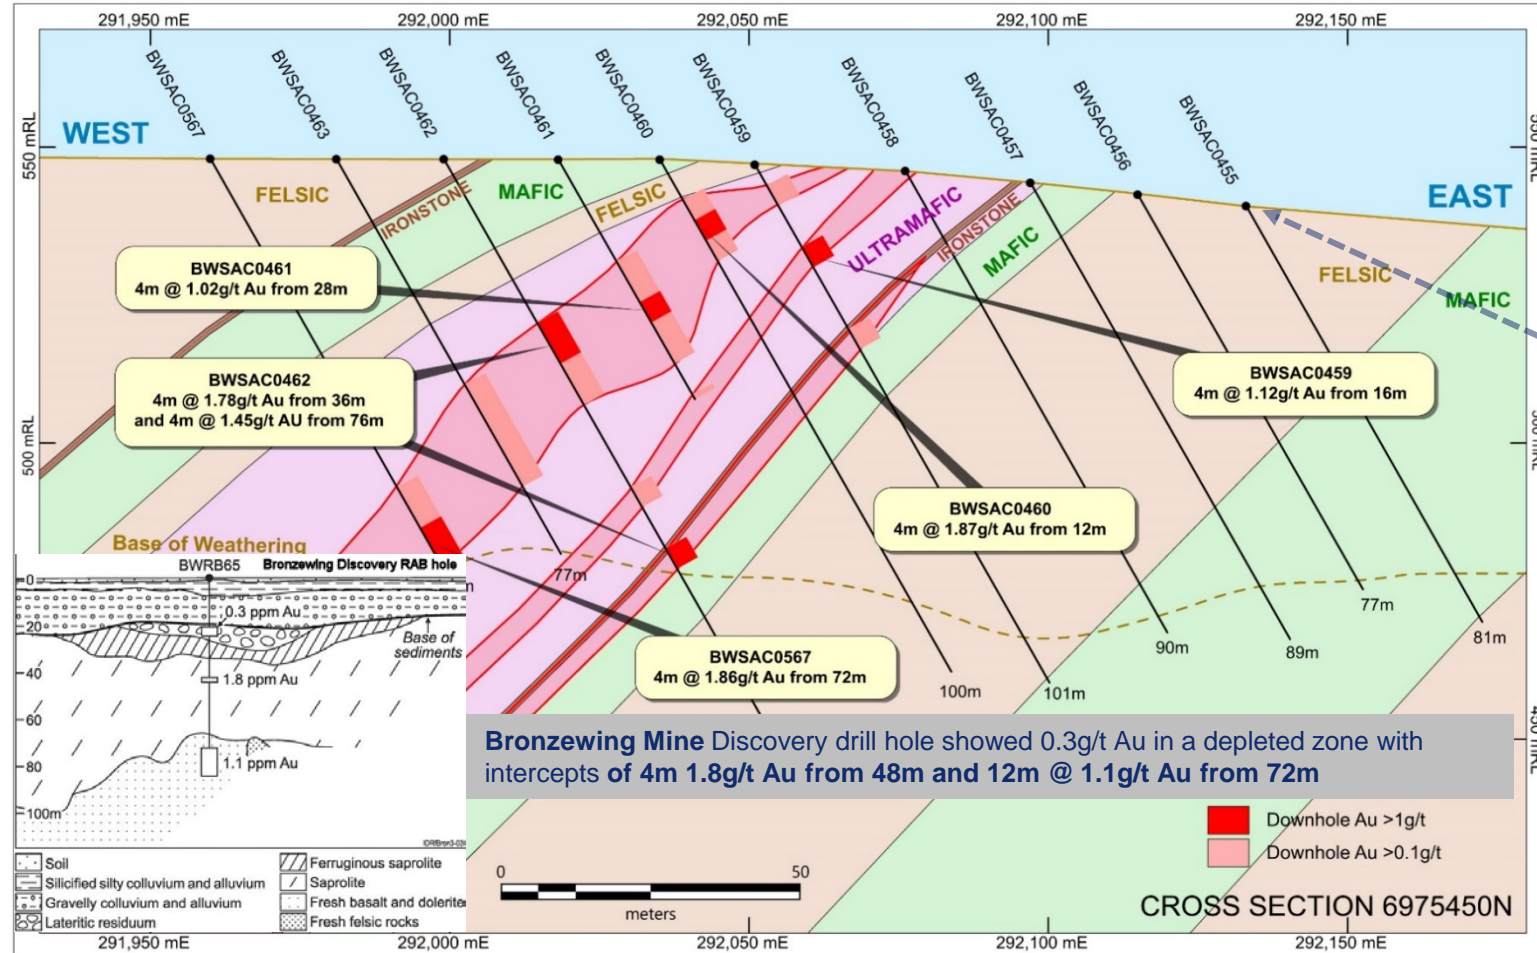 291,950 mE
292,000 mE
292,050 mE
292,100 mE
292,150 mE
BWSAC0567
BWSAC0463
BWSAC0462
BWSAC0461
BWSAC0460
BWSAC0459
BWSAC0458
BWSAC0457
BWSAC0456
BWSAC0455
WEST
EAST
550 mRL
500 mRL
FELSIC
IRONSTONE
MAFIC
FELSIC
ULTRAMAFIC
IRONSTONE
MAFIC
FELSIC
MAFIC
BWSAC0461
4m @ 1.02g/t Au from 28m
BWSAC0462
4m @ 1.78g/t Au from 36m
and 4m @ 1.45g/t AU from 76m
BWSAC0459
4m @ 1.12g/t Au from 16m
BWSAC0460
4m @ 1.87g/t Au from 12m
BWSAC0567
4m @ 1.86g/t Au from 72m
Base of Weathering
77m
100m
101m
90m
89m
77m
81m
BWRB65
Bronzewing Discovery RAB hole
0
20
40
60
80
100m
0.3 ppm Au
Base of
sediments
1.8 ppm Au
1.1 ppm Au
Soil
Silicified silty colluvium and alluvium
Gravelly colluvium and alluvium
Lateritic residuum
Ferruginous saprolite
Saprolite
Fresh basalt and dolerite
Fresh felsic rocks
Bronzewing Mine Discovery drill hole showed 0.3g/t Au in a depleted zone with
intercepts of 4m 1.8g/t Au from 48m and 12m @ 1.1g/t Au from 72m
Downhole Au >1g/t
Downhole Au >0.1g/t
0
50
meters
CROSS SECTION 6975450N
291,950 mE
292,000 mE
292,050 mE
292,100 mE
292,150 mE